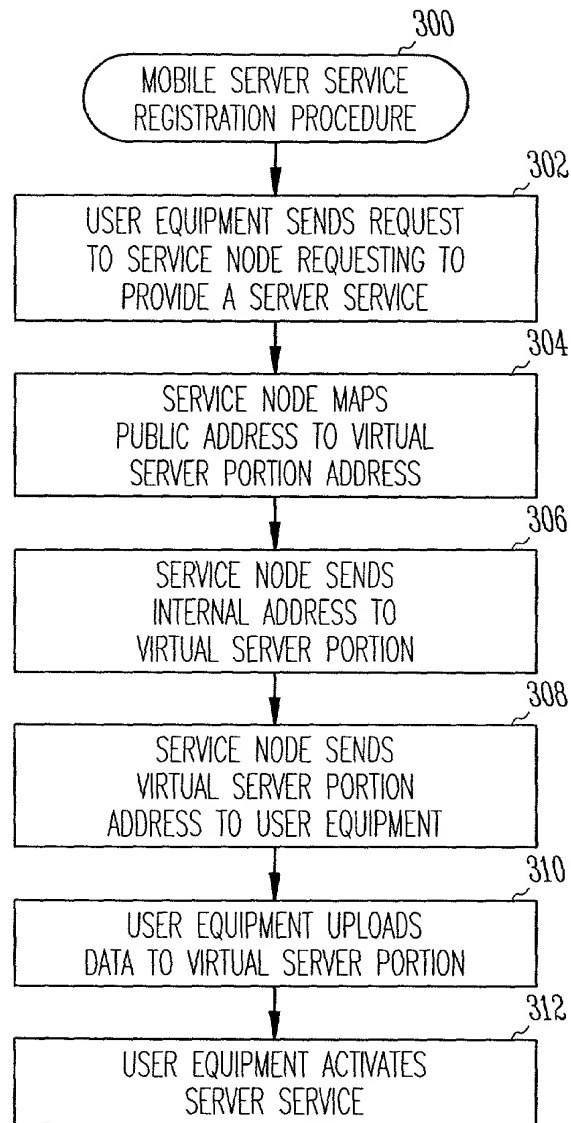 300
MOBILE SERVER SERVICE
REGISTRATION PROCEDURE
302
USER EQUIPMENT SENDS REQUEST
TO SERVICE NODE REQUESTING TO
PROVIDE A SERVER SERVICE
304
SERVICE NODE MAPS
PUBLIC ADDRESS TO VIRTUAL
SERVER PORTION ADDRESS
306
SERVICE NODE SENDS
INTERNAL ADDRESS TO
VIRTUAL SERVER PORTION
308
SERVICE NODE SENDS
VIRTUAL SERVER PORTION
ADDRESS TO USER EQUIPMENT
310
USER EQUIPMENT UPLOADS
DATA TO VIRTUAL SERVER PORTION
312
USER EQUIPMENT ACTIVATES
SERVER SERVICE